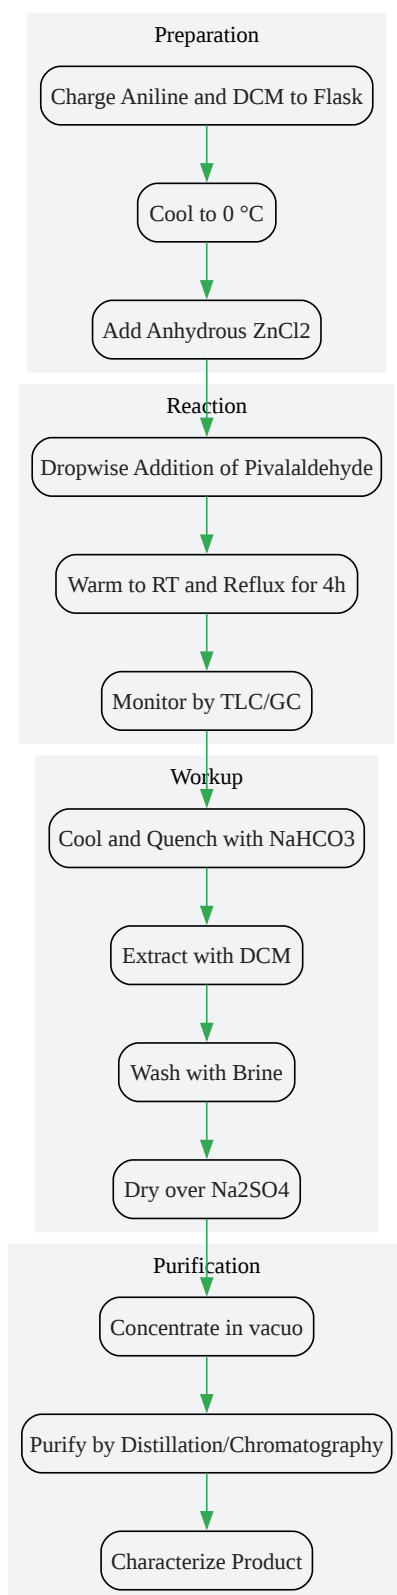 Preparation
Charge Aniline and DCM to Flask
Cool to 0 °C
Add Anhydrous ZnCl2
Reaction
Dropwise Addition of Pivalaldehyde
Warm to RT and Reflux for 4h
Monitor by TLC/GC
Workup
Cool and Quench with NaHCO3
Extract with DCM
Wash with Brine
Dry over Na2SO4
Purification
Concentrate in vacuo
Purify by Distillation/Chromatography
Characterize Product